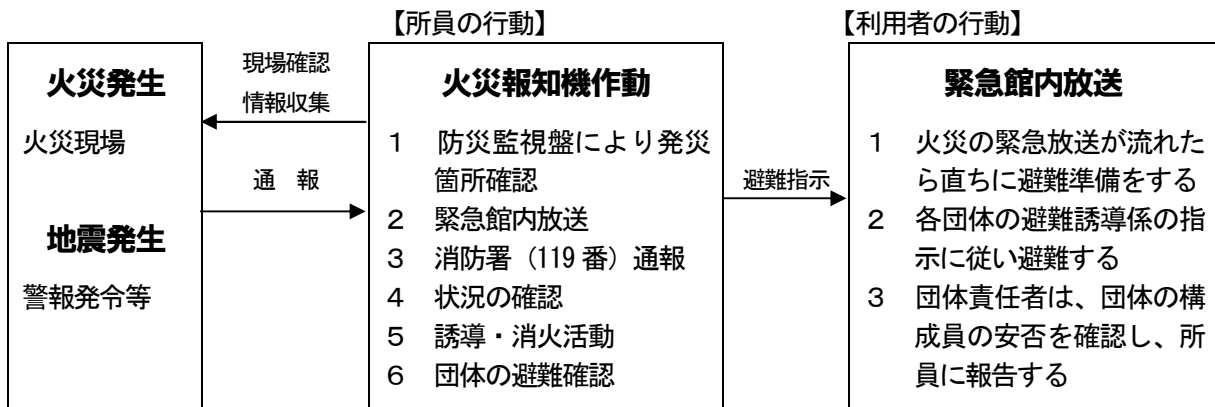 【所員の行動】
【利用者の行動】
火災発生
火災現場
地震発生
警報発令等
現場確認
情報収集
通　報
火災報知機作動
１　防災監視盤により発災
箇所確認
２　緊急館内放送
３　消防署（119 番）通報
４　状況の確認
５　誘導・消火活動
６　団体の避難確認
避難指示
緊急館内放送
１　火災の緊急放送が流れた
ら直ちに避難準備をする
２　各団体の避難誘導係の指
示に従い避難する
３　団体責任者は、団体の構
成員の安否を確認し、所
員に報告する